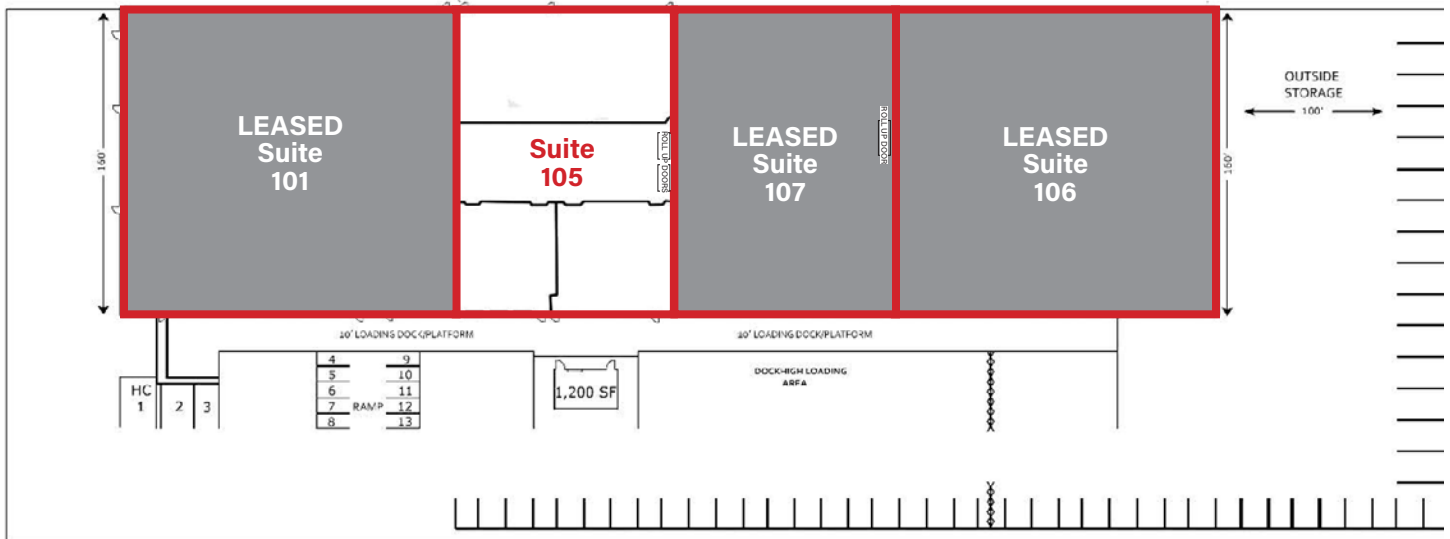 LEASED
Suite
101
Suite
105
ROLL UP DOORS
LEASED
Suite
107
ROLL UP DOOR
LEASED
Suite
106
OUTSIDE
STORAGE
100'
160'
160'
10' LOADING DOCK/PLATFORM
10' LOADING DOCK/PLATFORM
DOCK-HIGH LOADING
AREA
HC
1
2
3
4
5
6
7
8
RAMP
9
10
11
12
13
1,200 SF